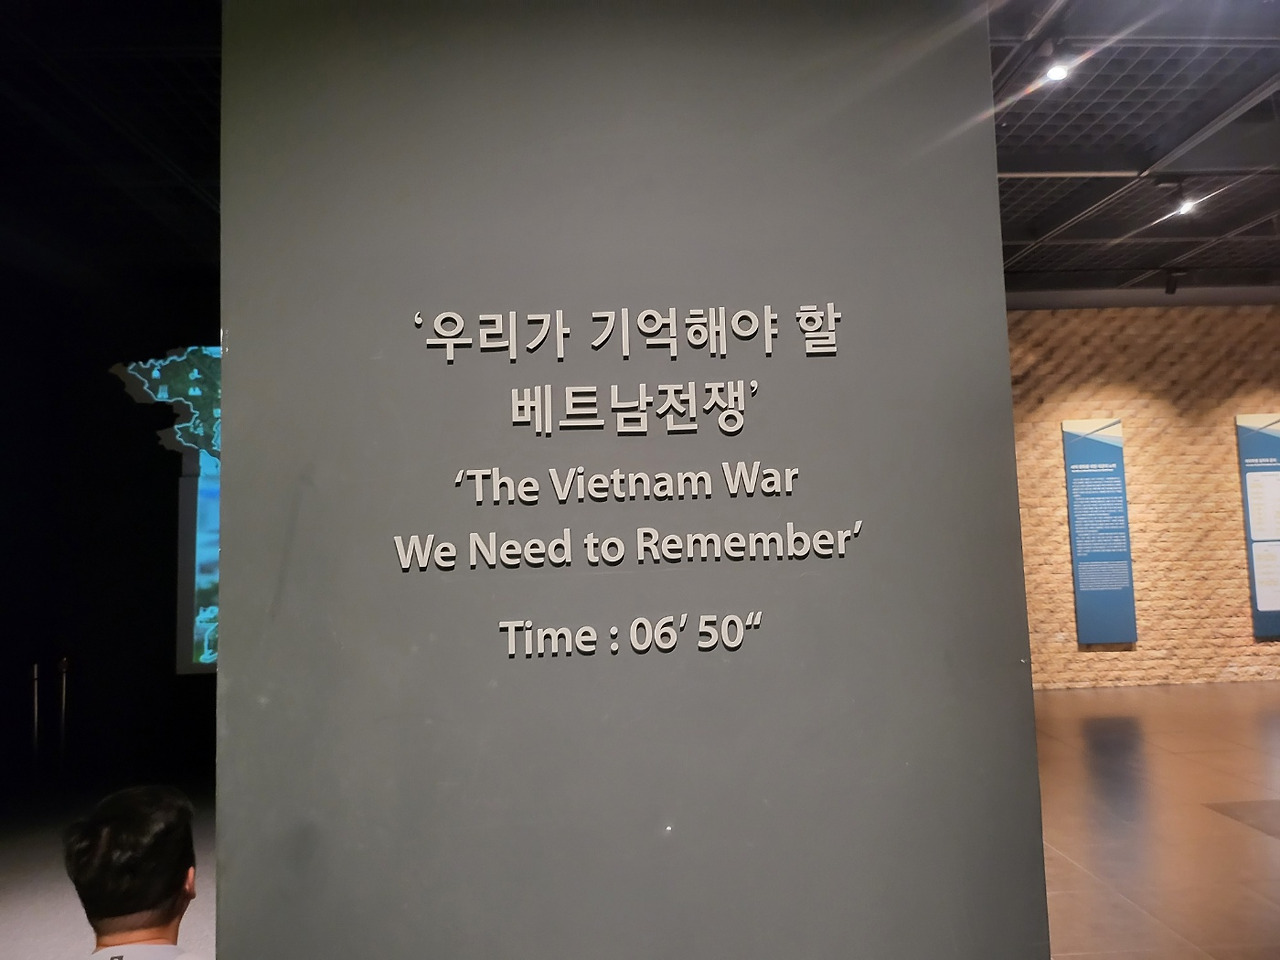 ‘우리가 기억해야 할
베트남전쟁’
‘The Vietnam War
We Need to Remember’
Time : 06’ 50“